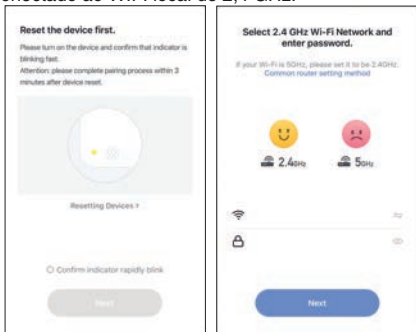 conectado ao Wi-Fi local de 2,4 GHz.
Reset the device first.
Please turn on the device and confirm that indicator is
blinking fast.
Attention: please complete pairing process within 3
minutes after device reset.
Resetting Devices >
Confirm indicator rapidly blink
Next
Select 2.4 GHz Wi-Fi Network and
enter password.
If your Wi-Fi is 5GHz, please set it to be 2.4GHz.
Common router setting method
2.4GHz
5GHz
Next